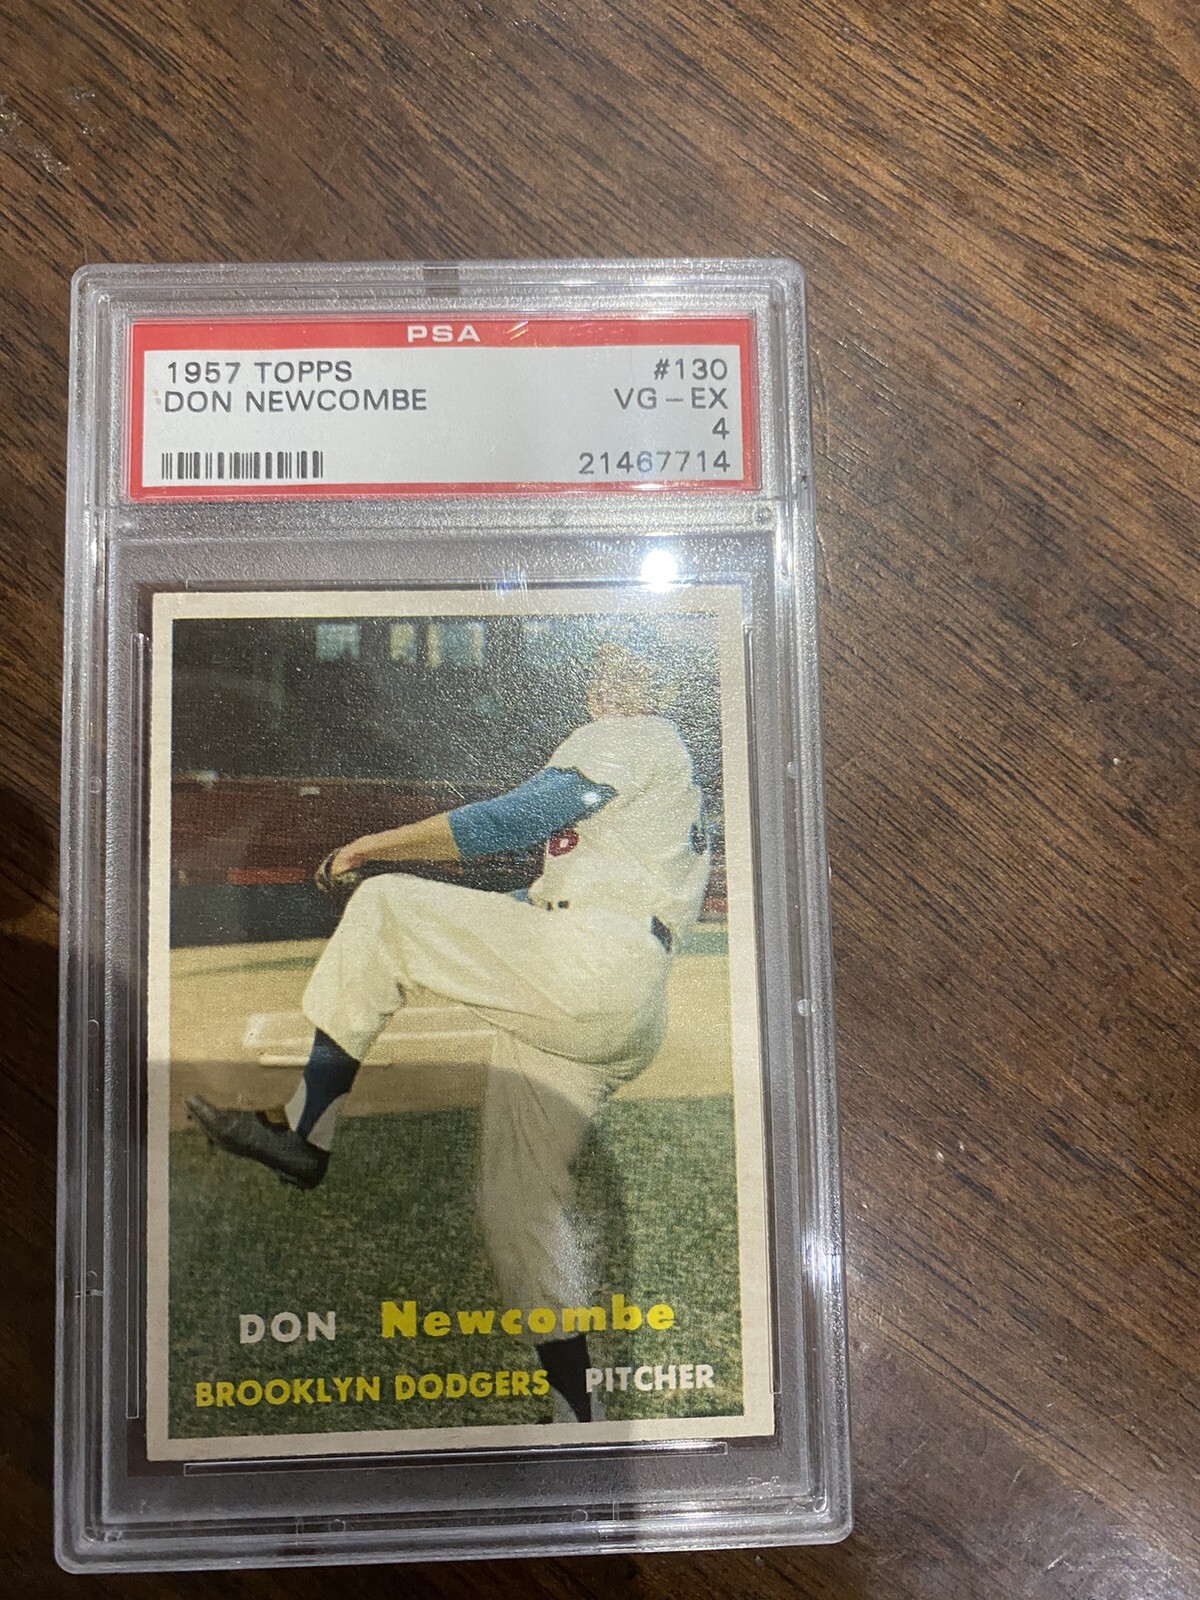 PSA
1957 TOPPS #130
DON NEWCOMBE VG-EX
4
21467714
DON Newcombe
BROOKLYN DODGERS PITCHER